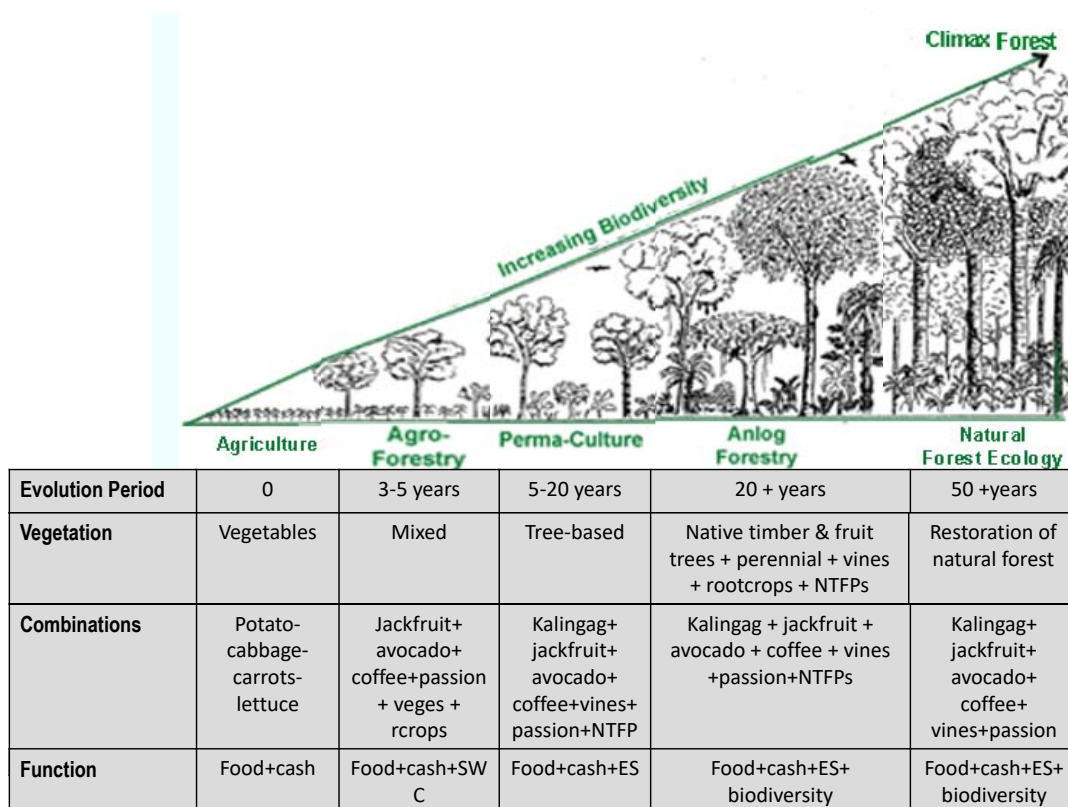 Climax Forest
Increasing Biodiversity
Agriculture
Agro-
Forestry
Perma-Culture
Anlog
Forestry
Natural
Forest Ecology
Evolution Period
0
3-5 years
5-20 years
20 + years
50 +years
Vegetation
Vegetables
Mixed
Tree-based
Native timber & fruit
trees + perennial + vines
+ rootcrops + NTFPs
Restoration of
natural forest
Combinations
Potato-
cabbage-
carrots-
lettuce
Jackfruit+
avocado+
coffee+passion
+ veges +
rcrops
Kalingag+
jackfruit+
avocado+
coffee+vines+
passion+NTFP
Kalingag + jackfruit +
avocado + coffee + vines
+passion+NTFPs
Kalingag+
jackfruit+
avocado+
coffee+
vines+passion
Function
Food+cash
Food+cash+SW
C
Food+cash+ES
Food+cash+ES+
biodiversity
Food+cash+ES+
biodiversity